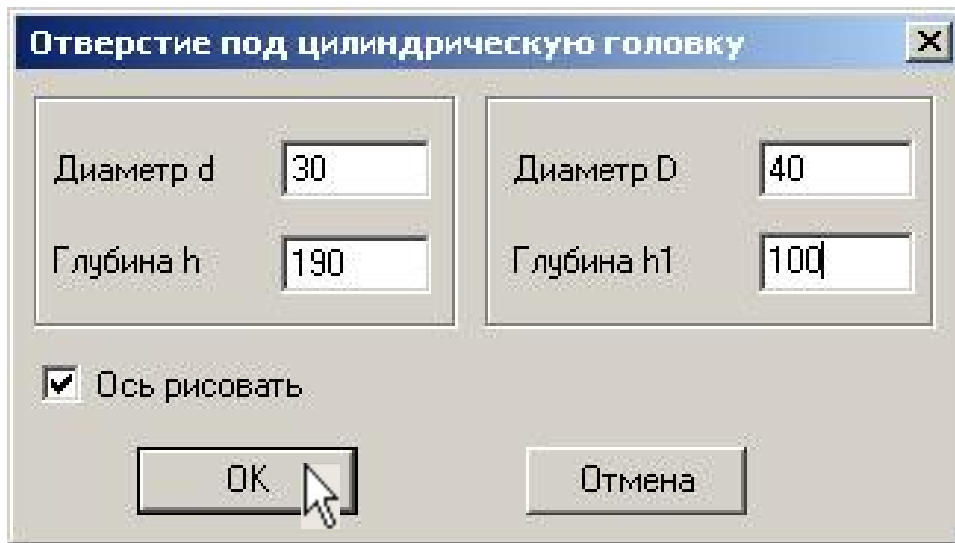 Отверстие под цилиндрическую головку
Диаметр d 30
Диаметр D 40
Глубина h 190
Глубина h1 100
Ось рисовать
OK
Отмена